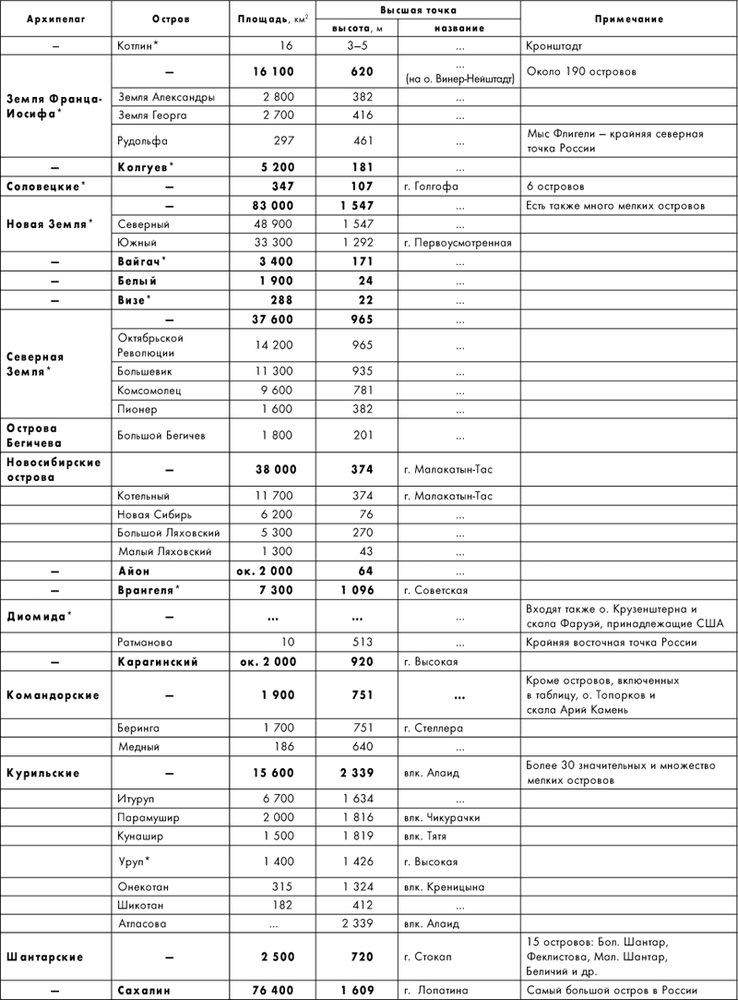 Архипелаг Остров Площадь, км² Высшая точка Примечание
высота, м название
— Котлин* 16 3—5 ... Кронштадт
Земля Франца-Иосифа* — 16 100 620 ... (на о. Винер-Нейштадт) Около 190 островов
Земля Александры 2 800 382 ...
Земля Георга 2 700 416 ...
Рудольфа 297 461 ... Мыс Флигели — крайняя северная точка России
— Колгуев* 5 200 181 ...
Соловецкие* — 347 107 г. Голгофа 6 островов
Новая Земля* — 83 000 1 547 ... Есть также много мелких островов
Северный 48 900 1 547 ...
Южный 33 300 1 292 г. Первоусмотренная
— Вайгач* 3 400 171 ...
— Белый 1 900 24 ...
— Визе* 288 22 ...
Северная Земля* — 37 600 965 ...
Октябрьской Революции 14 200 965 ...
Большевик 11 300 935 ...
Комсомолец 9 600 781 ...
Пионер 1 600 382 ...
Острова Бегичева Большой Бегичев 1 800 201 ...
Новосибирские острова — 38 000 374 г. Малакатын-Тас
Котельный 11 700 374 г. Малакатын-Тас
Новая Сибирь 6 200 76 ...
Большой Ляховский 5 300 270 ...
Малый Ляховский 1 300 43 ...
— Айон ок. 2 000 64 ...
— Врангеля* 7 300 1 096 г. Советская
Диомида* — ... ... ... Входят также о. Крузенштерна и скала Фаруэй, принадлежащие США
Ратманова 10 513 ... Крайняя восточная точка России
— Карагинский ок. 2 000 920 г. Высокая
Командорские — 1 900 751 ... Кроме островов, включенных в таблицу, о. Топорков и скала Арий Камень
Беринга 1 700 751 г. Стеллера
Медный 186 640 ...
Курильские — 15 600 2 339 влк. Алаид Более 30 значительных и множество мелких островов
Итуруп 6 700 1 634 ...
Парамушир 2 000 1 816 влк. Чикурачки
Кунашир 1 500 1 819 влк. Тятя
Уруп* 1 400 1 426 г. Высокая
Онекотан 315 1 324 влк. Креницына
Шикотан 182 412 ...
Атласова ... 2 339 влк. Алаид
Шантарские — 2 500 720 г. Стокап 15 островов: Бол. Шантар, Феклистова, Мал. Шантар, Беличий и др.
— Сахалин 76 400 1 609 г. Лопатина Самый большой остров в России